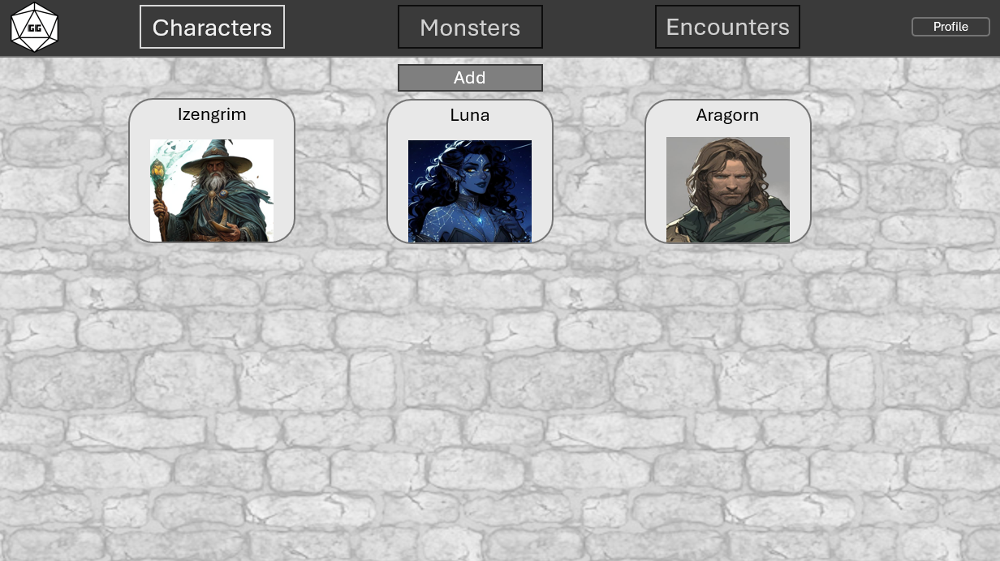 GG
Characters
Monsters
Encounters
Profile
Add
Izengrim
Luna
Aragorn